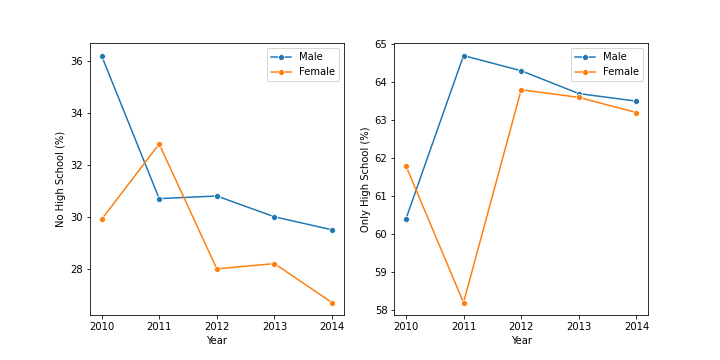 No High School (%)
36
34
32
30
28
2010 2011 2012 2013 2014
Year
Male
Female
Only High School (%)
65
64
63
62
61
60
59
58
2010 2011 2012 2013 2014
Year
Male
Female